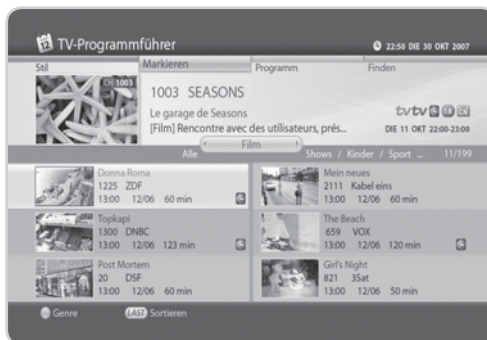 12 TV-Programmführer
22:50 DIE 30 OKT 2007
Stil Markieren Programm Finden
CH 1003
1003 SEASONS
Le garage de Seasons
tvtv
[Film] Rencontre avec des utilisateurs, prés...
DIE 11 OKT 22:00-23:00
Alle Film Shows / Kinder / Sport ... 11/199
Donna Roma
1225 ZDF
13:00 12/06 60 min
Mein neues
2111 Kabel eins
13:00 12/06 60 min
Topkapi
1300 DNBC
13:00 12/06 123 min
The Beach
659 VOX
13:00 12/06 120 min
Post Mortem
20 DSF
13:00 12/06 60 min
Girl's Night
821 3Sat
13:00 12/06 50 min
Genre LAST Sortieren